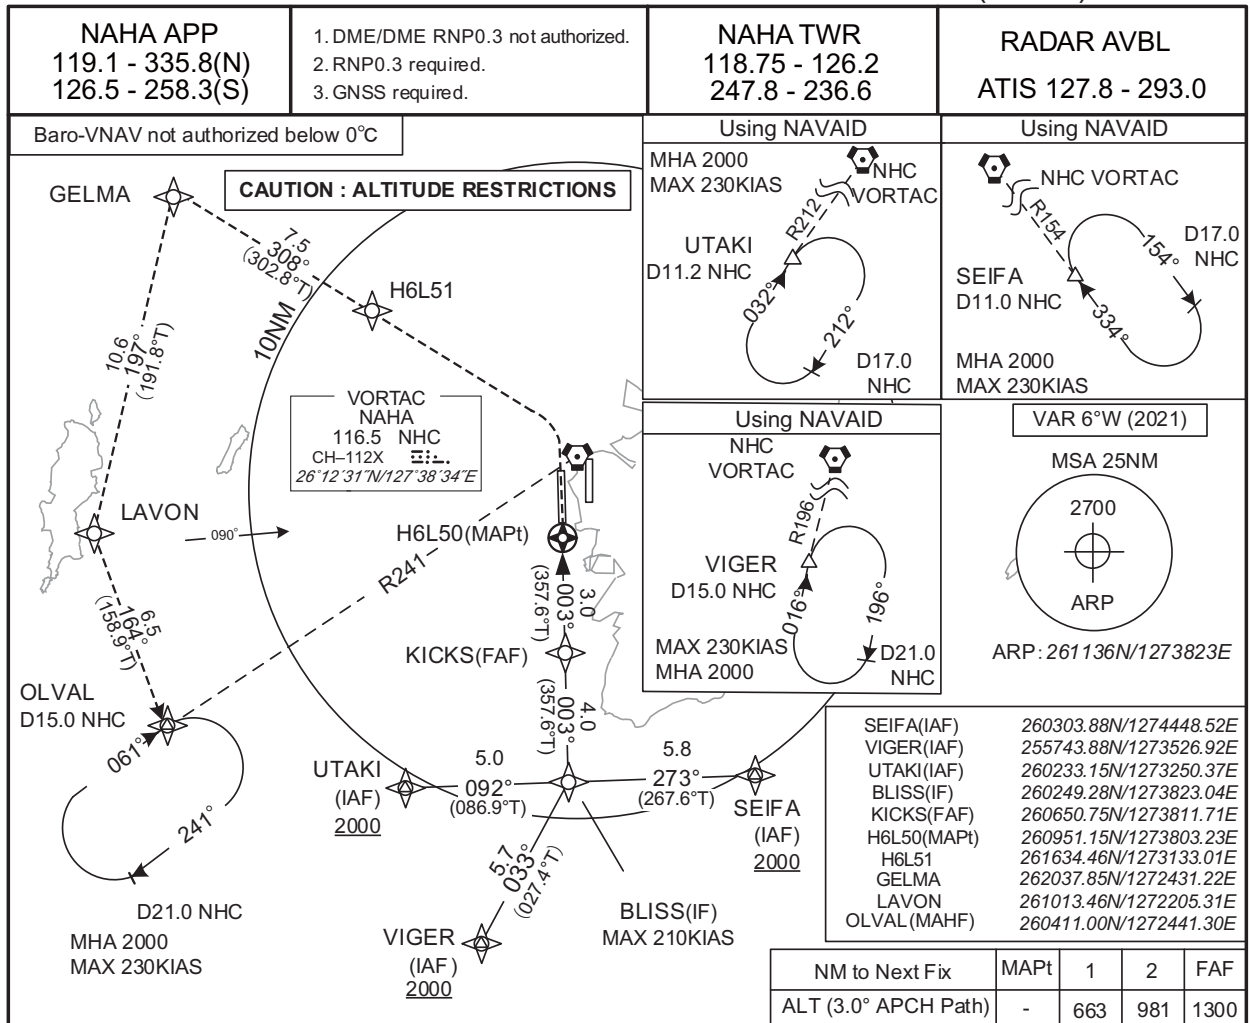 NAHA APP
119.1 - 335.8(N)
126.5 - 258.3(S)
1. DME/DME RNP0.3 not authorized.
2. RNP0.3 required.
3. GNSS required.
NAHA TWR
118.75 - 126.2
247.8 - 236.6
RADAR AVBL
ATIS 127.8 - 293.0
Baro-VNAV not authorized below 0°C
CAUTION : ALTITUDE RESTRICTIONS
GELMA
7.5
308°
(302.8°T)
H6L51
10NM
10.6
197°
(191.8°T)
VORTAC
NAHA
116.5 NHC
CH–112X
26°12′31″N/127°38′34″E
LAVON
090°
H6L50(MAPt)
R241
6.5
164°
(158.9°T)
3.0
003°
(357.6°T)
KICKS(FAF)
4.0
003°
(357.6°T)
OLVAL
D15.0 NHC
061°
241°
D21.0 NHC
MHA 2000
MAX 230KIAS
UTAKI
(IAF)
2000
5.0
092°
(086.9°T)
5.8
273°
(267.6°T)
SEIFA
(IAF)
2000
5.7
033°
(027.4°T)
VIGER
(IAF)
2000
BLISS(IF)
MAX 210KIAS
Using NAVAID
MHA 2000
MAX 230KIAS
NHC
VORTAC
R212
UTAKI
D11.2 NHC
032°
212°
D17.0
NHC
Using NAVAID
NHC VORTAC
R154
154°
D17.0
NHC
SEIFA
D11.0 NHC
334°
MHA 2000
MAX 230KIAS
Using NAVAID
NHC
VORTAC
R196
VIGER
D15.0 NHC
016°
196°
MAX 230KIAS
MHA 2000
D21.0
NHC
VAR 6°W (2021)
MSA 25NM
2700
ARP
ARP: 261136N/1273823E
SEIFA(IAF) 260303.88N/1274448.52E
VIGER(IAF) 255743.88N/1273526.92E
UTAKI(IAF) 260233.15N/1273250.37E
BLISS(IF) 260249.28N/1273823.04E
KICKS(FAF) 260650.75N/1273811.71E
H6L50(MAPt) 260951.15N/1273803.23E
H6L51 261634.46N/1273133.01E
GELMA 262037.85N/1272431.22E
LAVON 261013.46N/1272205.31E
OLVAL(MAHF) 260411.00N/1272441.30E
NM to Next Fix MAPt 1 2 FAF
ALT (3.0° APCH Path) - 663 981 1300